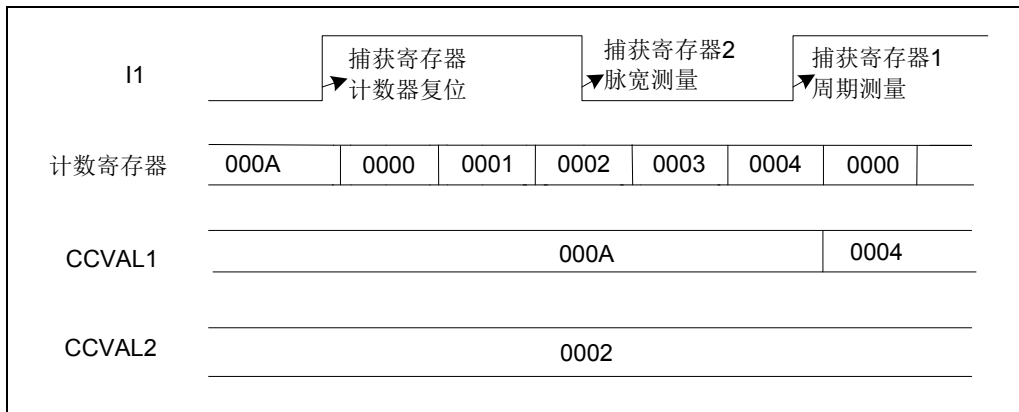 I1
捕获寄存器
计数器复位
捕获寄存器2
脉宽测量
捕获寄存器1
周期测量
计数寄存器 000A 0000 0001 0002 0003 0004 0000
CCVAL1 000A 0004
CCVAL2 0002